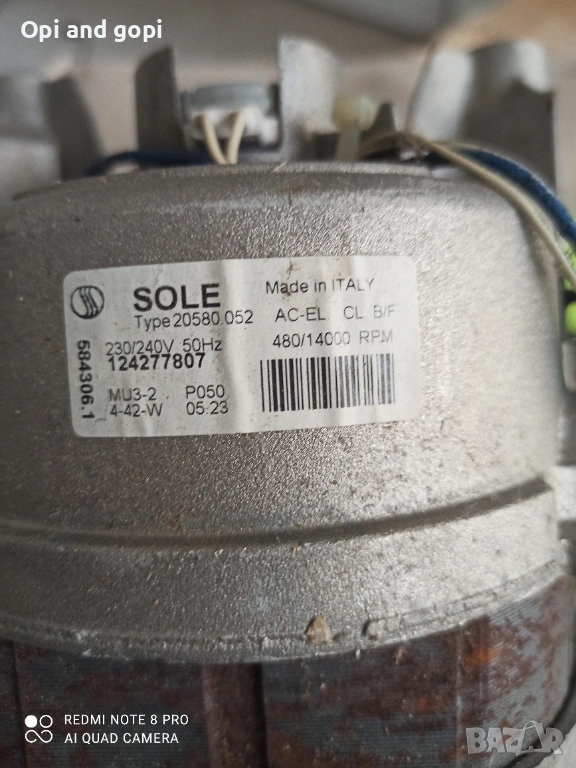 Opi and gopi
SOLE
Made in ITALY
Type 20580.052
AC-EL CL. B/F
230/240V 50Hz
480/14000 RPM
124277807
MU3-2 P050
4-42-W 05.23
584306.1
REDMI NOTE 8 PRO
AI QUAD CAMERA
BAZAR